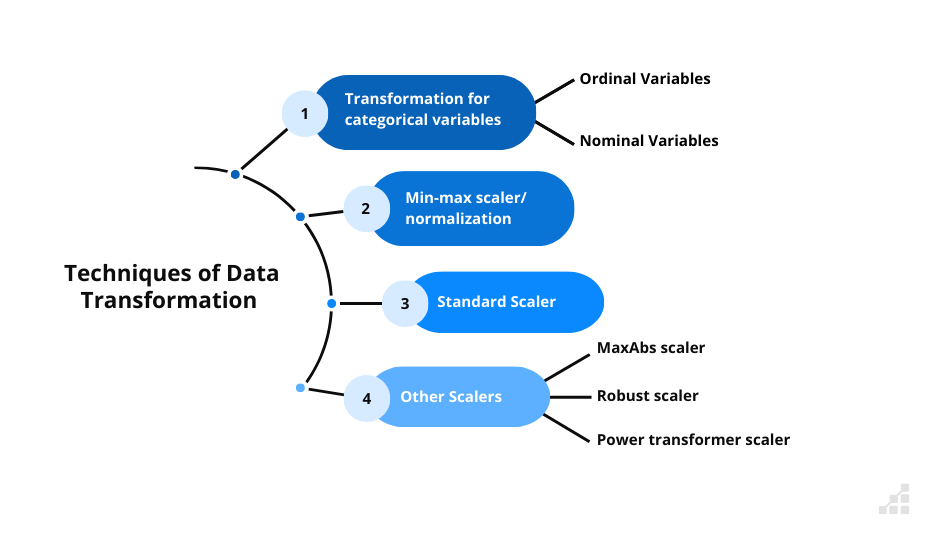 Techniques of Data
Transformation
1
Transformation for
categorical variables
Ordinal Variables
Nominal Variables
2
Min-max scaler/
normalization
3
Standard Scaler
4
Other Scalers
MaxAbs scaler
Robust scaler
Power transformer scaler